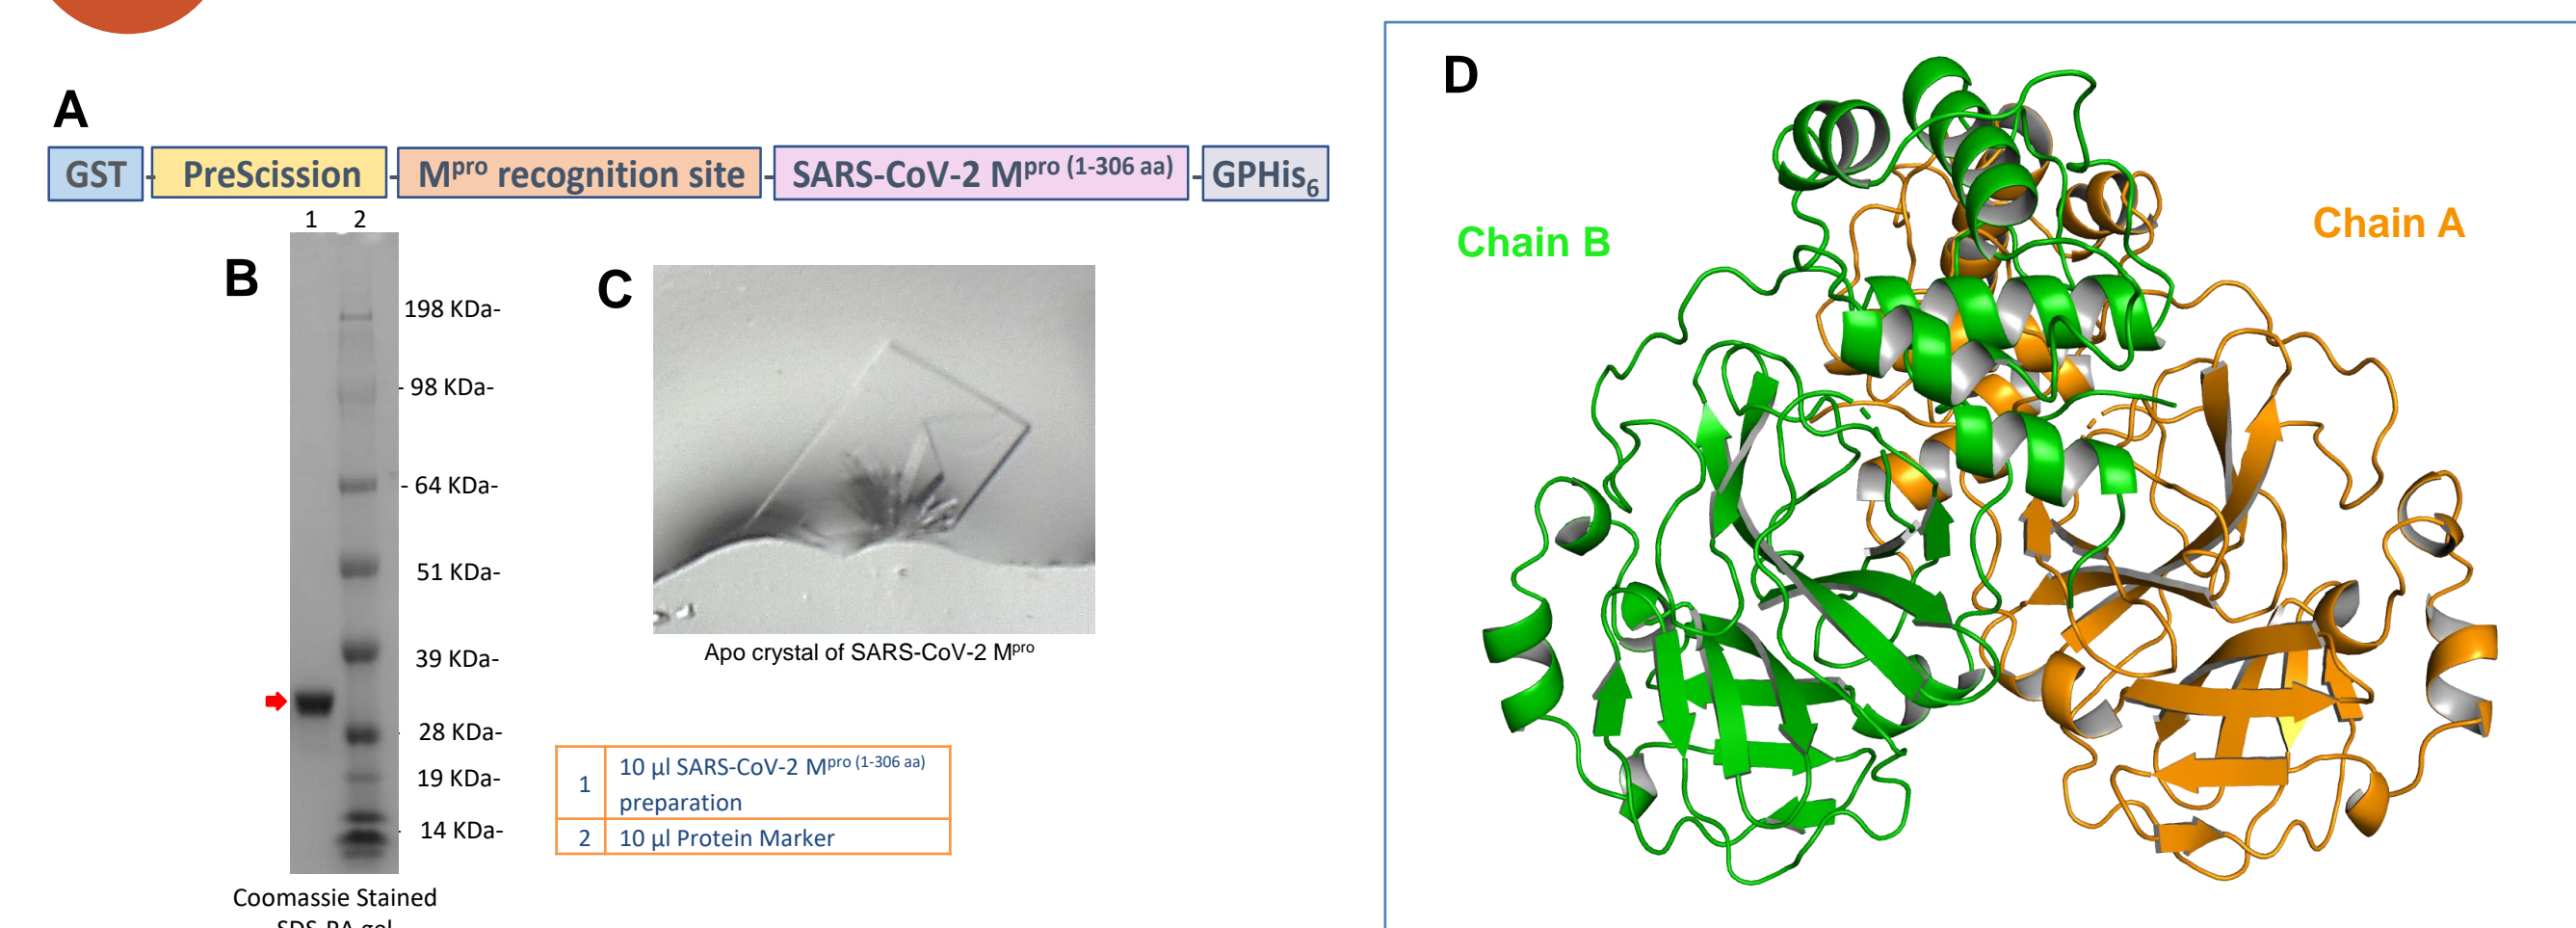 A
GST - PreScission - Mpro recognition site - SARS-CoV-2 Mpro (1-306 aa) - GPHis6
1 2
B
198 KDa-
- 98 KDa-
- 64 KDa-
51 KDa-
39 KDa-
28 KDa-
19 KDa-
14 KDa-
Coomassie Stained
SDS-PA gel
C
Apo crystal of SARS-CoV-2 Mpro
1 10 µl SARS-CoV-2 Mpro (1-306 aa)
preparation
2 10 µl Protein Marker
D
Chain B
Chain A